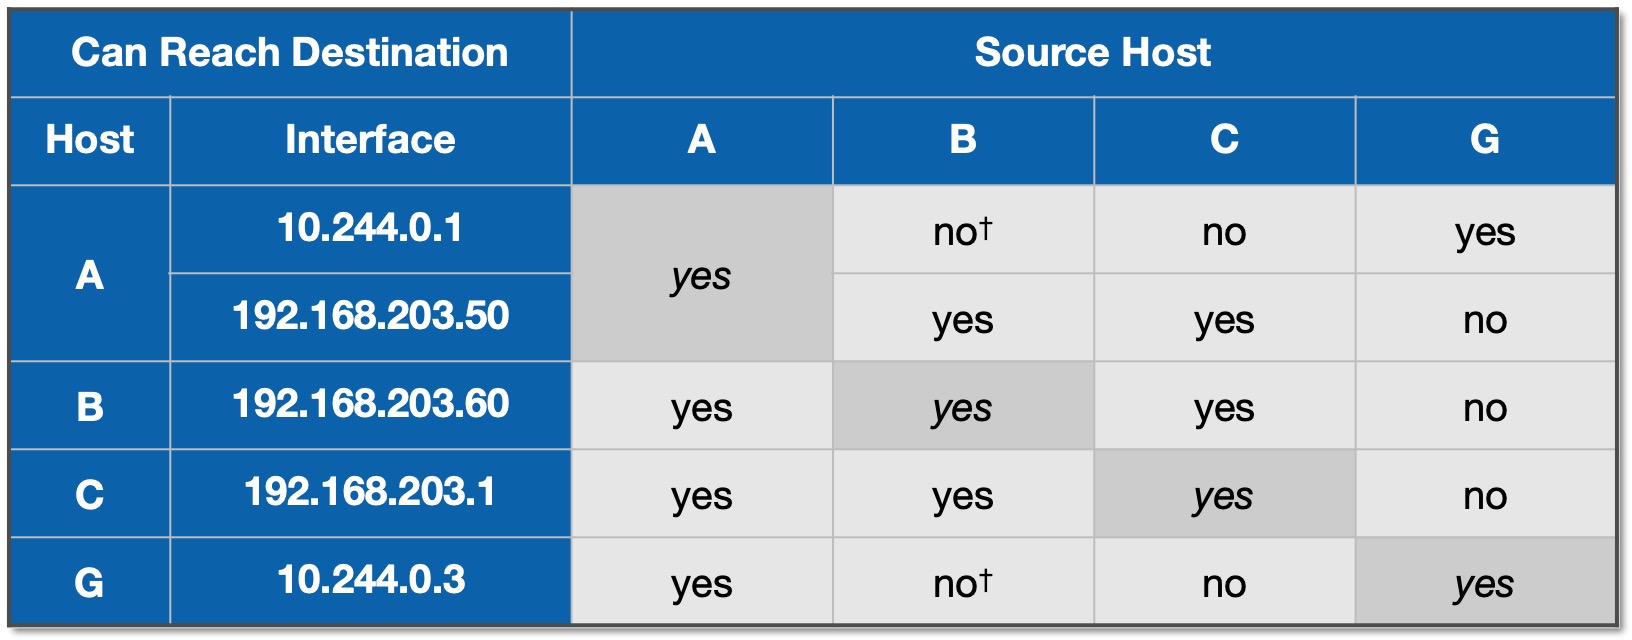 Can Reach Destination Source Host
Host Interface A B C G
A 10.244.0.1 yes no† no yes
192.168.203.50 yes yes no
B 192.168.203.60 yes yes yes no
C 192.168.203.1 yes yes yes no
G 10.244.0.3 yes no† no yes